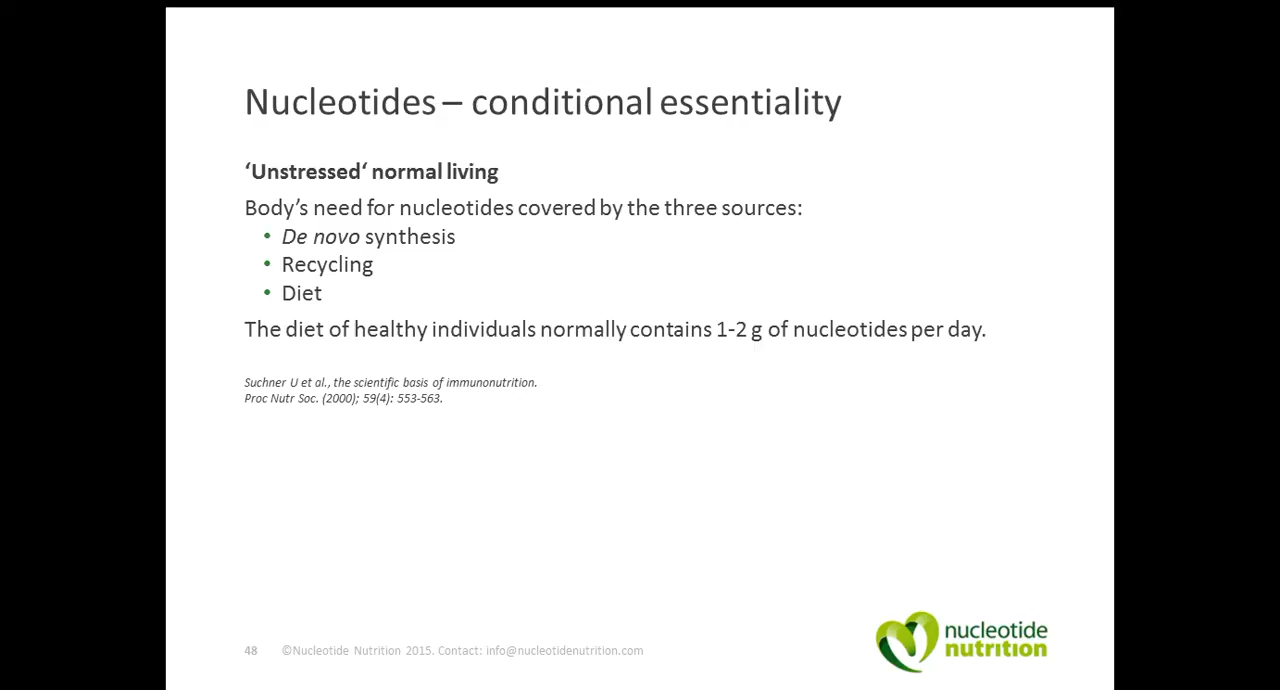 Nucleotides – conditional essentiality
‘Unstressed‘ normal living
Body’s need for nucleotides covered by the three sources:
• De novo synthesis
• Recycling
• Diet
The diet of healthy individuals normally contains 1-2 g of nucleotides per day.
Suchner U et al., the scientific basis of immunonutrition.
Proc Nutr Soc. (2000); 59(4): 553-563.
48 ©Nucleotide Nutrition 2015. Contact: info@nucleotidenutrition.com
nucleotide
nutrition